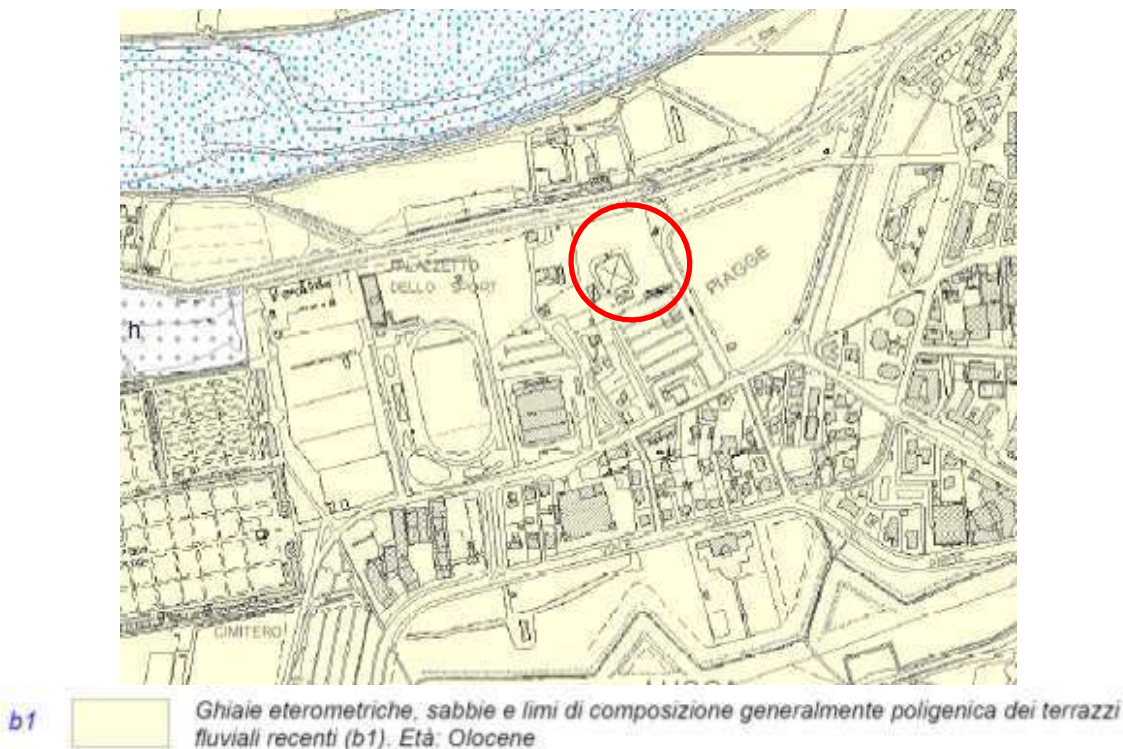 PALAZZETTO
DELLO SPORT
PIAGGE
h
CIMITERO
LUCCA
b1
Ghiaie eterometriche, sabbie e limi di composizione generalmente poligenica dei terrazzi
fluviali recenti (b1). Età: Olocene